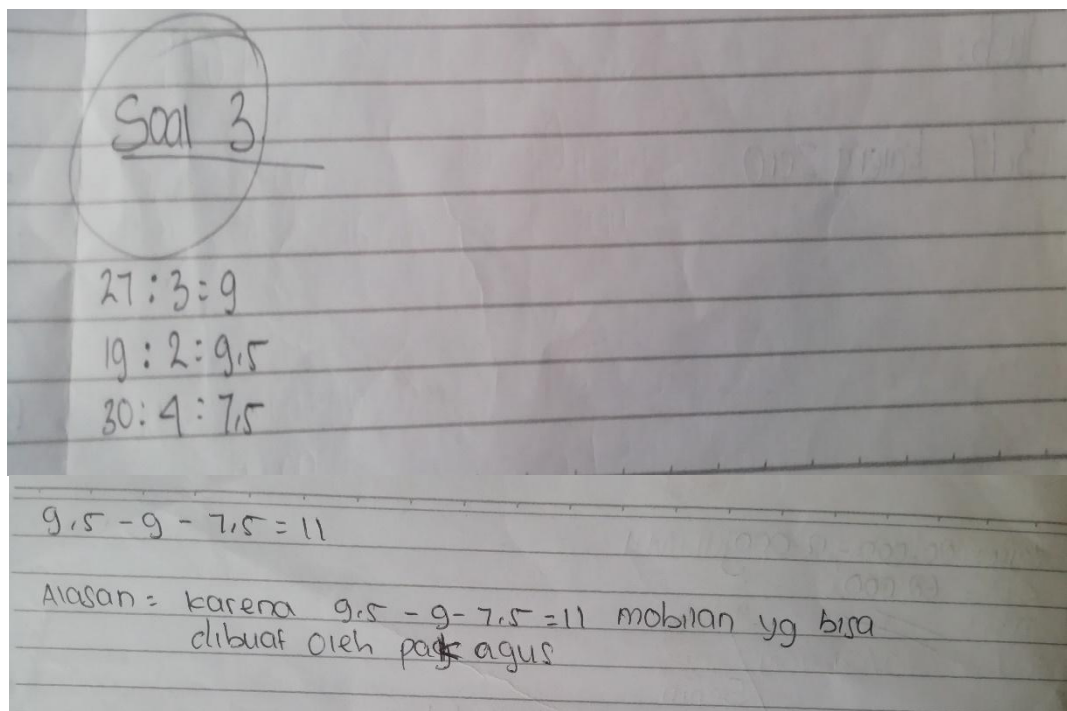 Soal 3
27 : 3 = 9
19 : 2 = 9,5
30 : 4 = 7,5
9,5 - 9 - 7,5 = 11
Alasan = karena 9,5 - 9 - 7,5 = 11 mobilan yg bisa
dibuat oleh pak agus